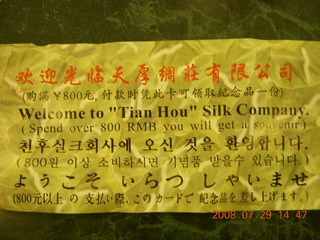 欢迎光临天厚绸莊有限公司
(购满￥800元,付款时凭此卡可领取纪念品一份)
Welcome to "Tian Hou" Silk Company.
( Spend over 800 RMB you will get a souvenir )
천후실크회사에 오신 것을 환영합니다.
(800원 이상 소비하시면 기념품 받을수 있습니다.)
ようこそ いらつ しゃいませ
(800元以上 の 支払い際、このカードで 紀念品を差し上げます。)
2008/07/29 14:47